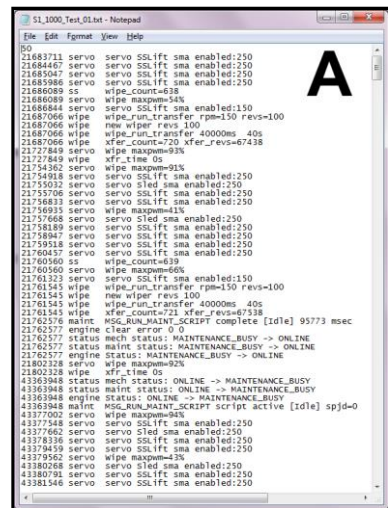 S1_1000_Test_01.txt - Notepad
File Edit Format View Help
A
50
21683711 servo servo SSLift sma enabled:250
21684467 servo servo SSLift sma enabled:250
21685047 servo servo SSLift sma enabled:250
21685986 servo servo SSLift sma enabled:250
21686089 ss wipe_count=638
21686089 servo wipe maxpwm=54%
21686844 servo servo SSLift sma enabled:150
21687066 wipe wipe_run_transfer rpm=150 revs=100
21687066 wipe new wiper revs 100
21687066 wipe wipe_run_transfer 40000ms 40s
21687066 wipe xfer_count=720 xfer_revs=67438
21727849 servo wipe maxpwm=93%
21727849 wipe xfr_time 0s
21754362 servo wipe maxpwm=91%
21754918 servo servo SSLift sma enabled:250
21755032 servo servo Sled sma enabled:250
21755706 servo servo SSLift sma enabled:250
21756833 servo servo SSLift sma enabled:250
21756935 servo wipe maxpwm=41%
21757668 servo servo Sled sma enabled:250
21758189 servo servo SSLift sma enabled:250
21758947 servo servo SSLift sma enabled:250
21759518 servo servo SSLift sma enabled:250
21760457 servo servo SSLift sma enabled:250
21760560 ss wipe_count=639
21760560 servo wipe maxpwm=66%
21761323 servo servo SSLift sma enabled:150
21761545 wipe wipe_run_transfer rpm=150 revs=100
21761545 wipe new wiper revs 100
21761545 wipe wipe_run_transfer 40000ms 40s
21761545 wipe xfer_count=721 xfer_revs=67538
21762576 maint MSG_RUN_MAINT_SCRIPT complete [Idle] 95773 msec
21762577 engine clear error 0 0
21762577 status mech status: MAINTENANCE_BUSY -> ONLINE
21762577 status maint status: MAINTENANCE_BUSY -> ONLINE
21762577 engine status: MAINTENANCE_BUSY -> ONLINE
21802328 servo wipe maxpwm=92%
21802328 wipe xfr_time 0s
43363948 status mech status: ONLINE -> MAINTENANCE_BUSY
43363948 status maint status: ONLINE -> MAINTENANCE_BUSY
43363948 engine status: ONLINE -> MAINTENANCE_BUSY
43363948 maint MSG_RUN_MAINT_SCRIPT script active [Idle] spjd=0
43377002 servo wipe maxpwm=94%
43377548 servo servo SSLift sma enabled:250
43377662 servo servo Sled sma enabled:250
43378336 servo servo SSLift sma enabled:250
43379459 servo servo SSLift sma enabled:250
43379562 servo wipe maxpwm=43%
43380268 servo servo Sled sma enabled:250
43380791 servo servo SSLift sma enabled:250
43381546 servo servo SSLift sma enabled:250